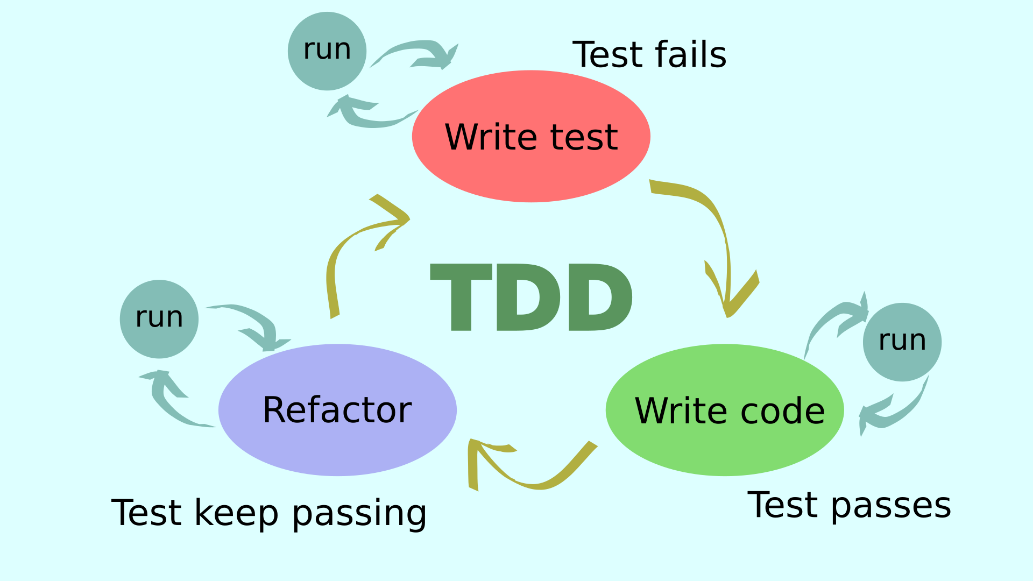 run
Test fails
Write test
TDD
run
run
Refactor
Write code
Test keep passing
Test passes